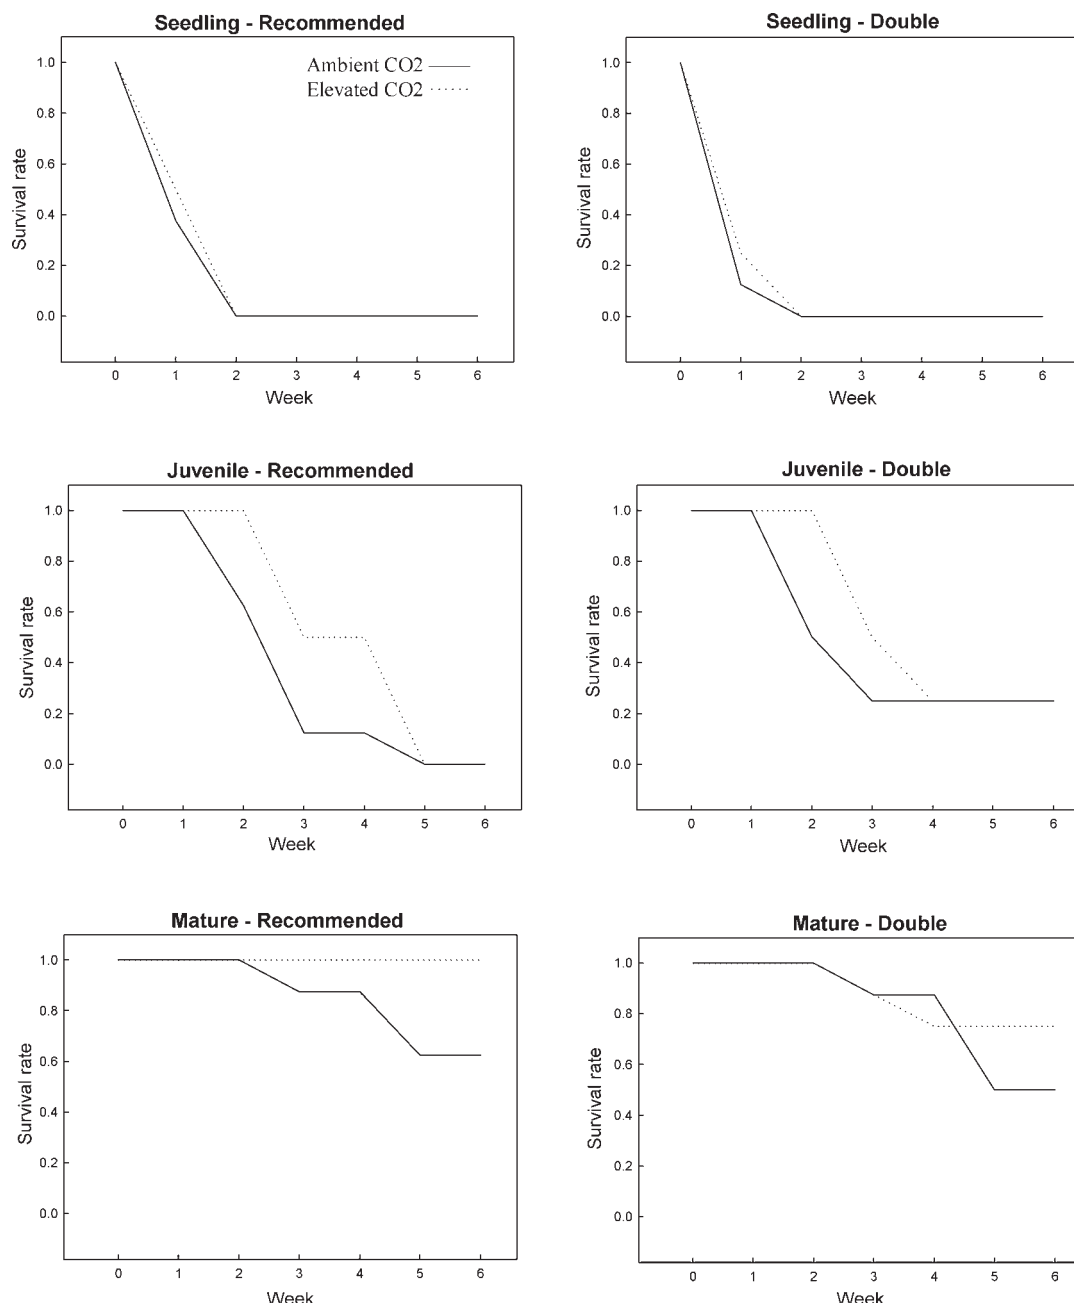 Seedling - Recommended
Ambient CO2
Elevated CO2
Survival rate
1.0
0.8
0.6
0.4
0.2
0.0
0 1 2 3 4 5 6
Week
Seedling - Double
Survival rate
1.0
0.8
0.6
0.4
0.2
0.0
0 1 2 3 4 5 6
Week
Juvenile - Recommended
Survival rate
1.0
0.8
0.6
0.4
0.2
0.0
0 1 2 3 4 5 6
Week
Juvenile - Double
Survival rate
1.0
0.8
0.6
0.4
0.2
0.0
0 1 2 3 4 5 6
Week
Mature - Recommended
Survival rate
1.0
0.8
0.6
0.4
0.2
0.0
0 1 2 3 4 5 6
Week
Mature - Double
Survival rate
1.0
0.8
0.6
0.4
0.2
0.0
0 1 2 3 4 5 6
Week